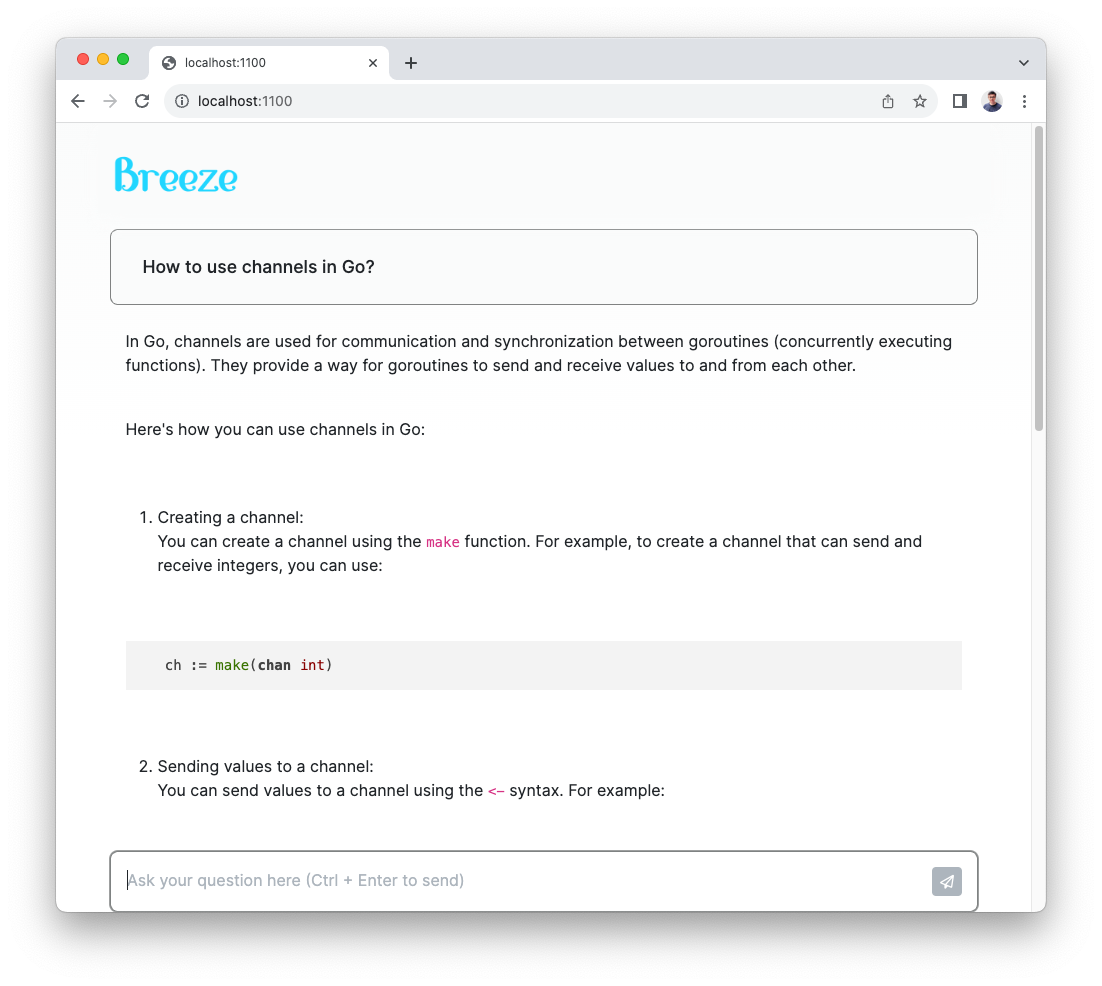 localhost:1100
localhost:1100
Breeze
How to use channels in Go?
In Go, channels are used for communication and synchronization between goroutines (concurrently executing
functions). They provide a way for goroutines to send and receive values to and from each other.
Here's how you can use channels in Go:
1. Creating a channel:
You can create a channel using the make function. For example, to create a channel that can send and
receive integers, you can use:
ch := make(chan int)
2. Sending values to a channel:
You can send values to a channel using the <- syntax. For example:
Ask your question here (Ctrl + Enter to send)